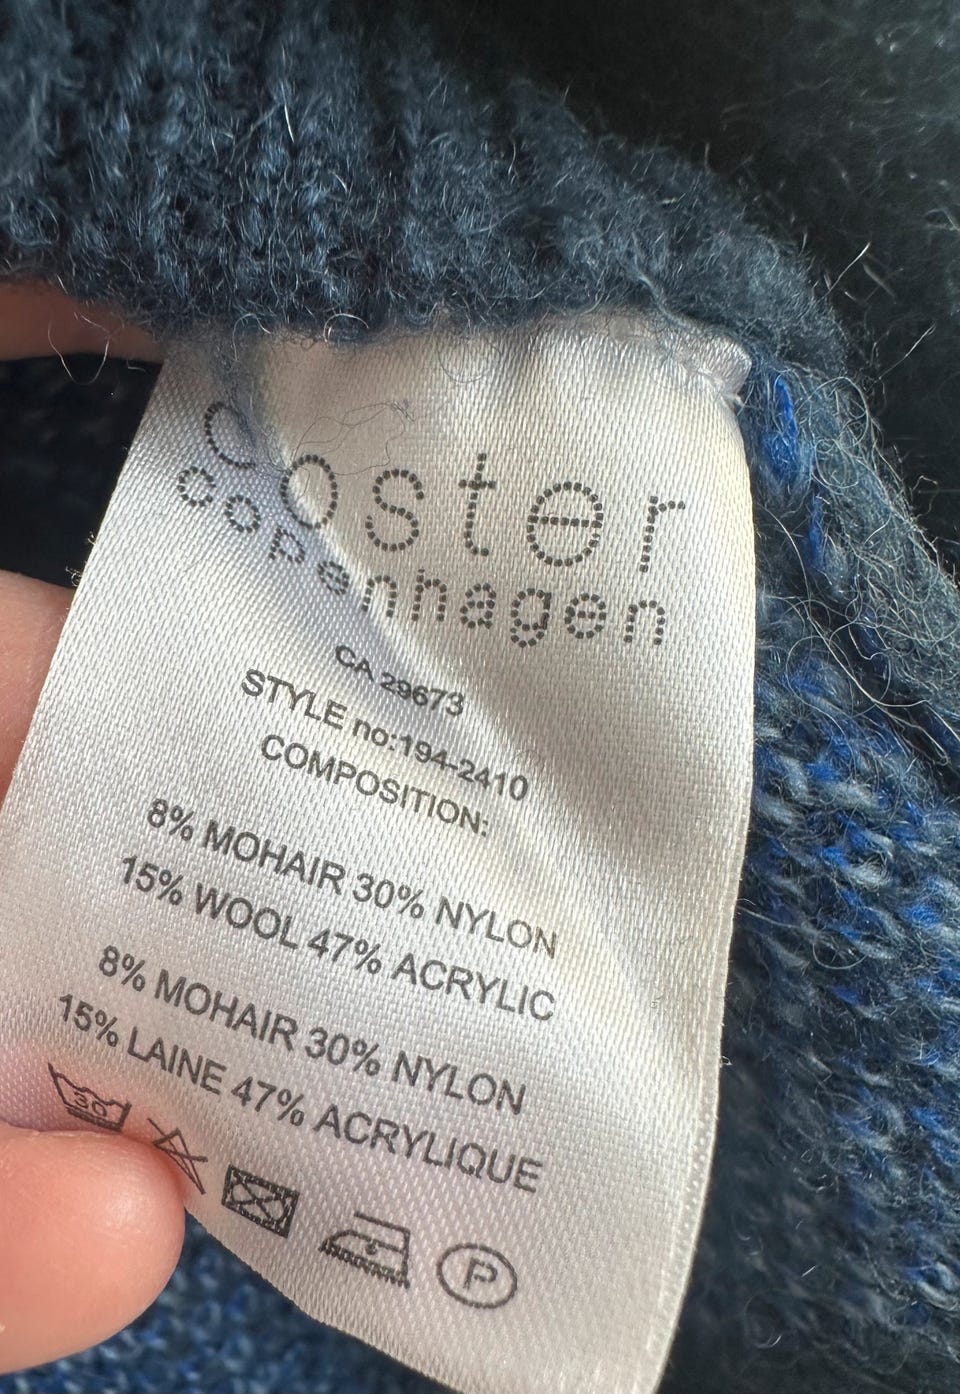 Coster
copenhagen
CA 29673
STYLE no:194-2410
COMPOSITION:
8% MOHAIR 30% NYLON
15% WOOL 47% ACRYLIC
8% MOHAIR 30% NYLON
15% LAINE 47% ACRYLIQUE
30
P